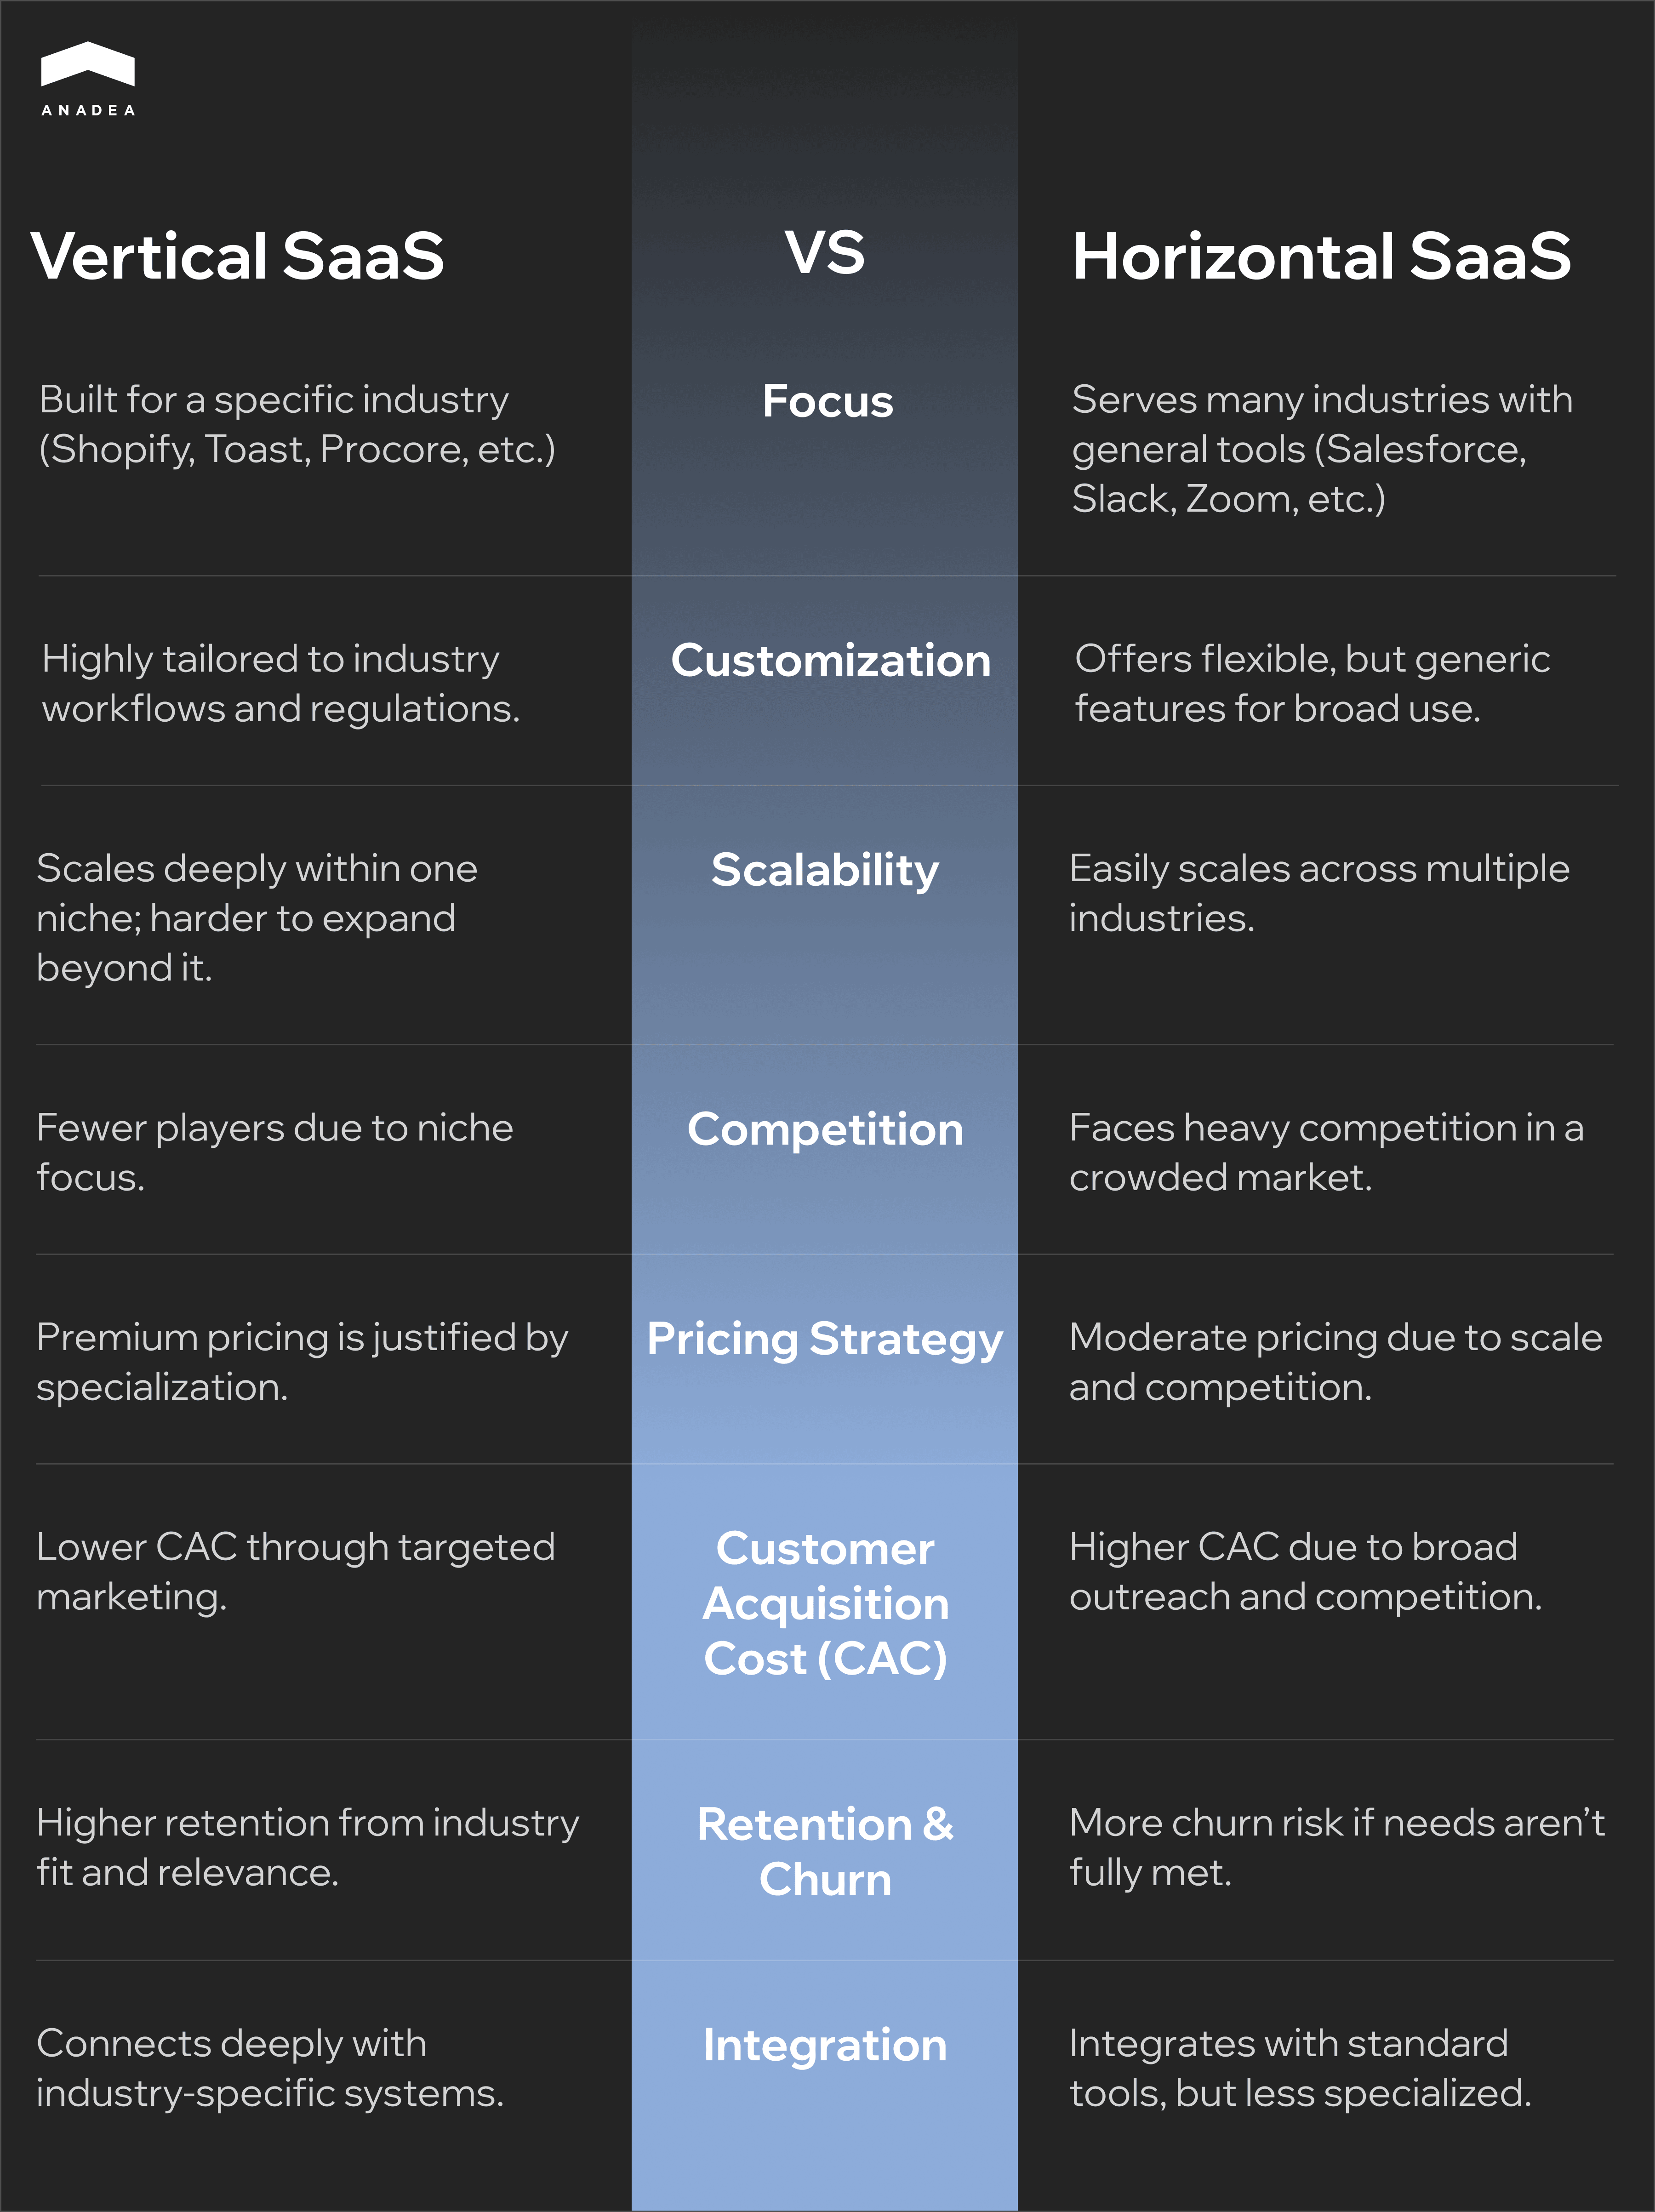 ANADEA
Vertical SaaS
VS
Horizontal SaaS
Built for a specific industry
(Shopify, Toast, Procore, etc.)
Focus
Serves many industries with
general tools (Salesforce,
Slack, Zoom, etc.)
Highly tailored to industry
workflows and regulations.
Customization
Offers flexible, but generic
features for broad use.
Scales deeply within one
niche; harder to expand
beyond it.
Scalability
Easily scales across multiple
industries.
Fewer players due to niche
focus.
Competition
Faces heavy competition in a
crowded market.
Premium pricing is justified by
specialization.
Pricing Strategy
Moderate pricing due to scale
and competition.
Lower CAC through targeted
marketing.
Customer
Acquisition
Cost (CAC)
Higher CAC due to broad
outreach and competition.
Higher retention from industry
fit and relevance.
Retention &
Churn
More churn risk if needs aren’t
fully met.
Connects deeply with
industry-specific systems.
Integration
Integrates with standard
tools, but less specialized.